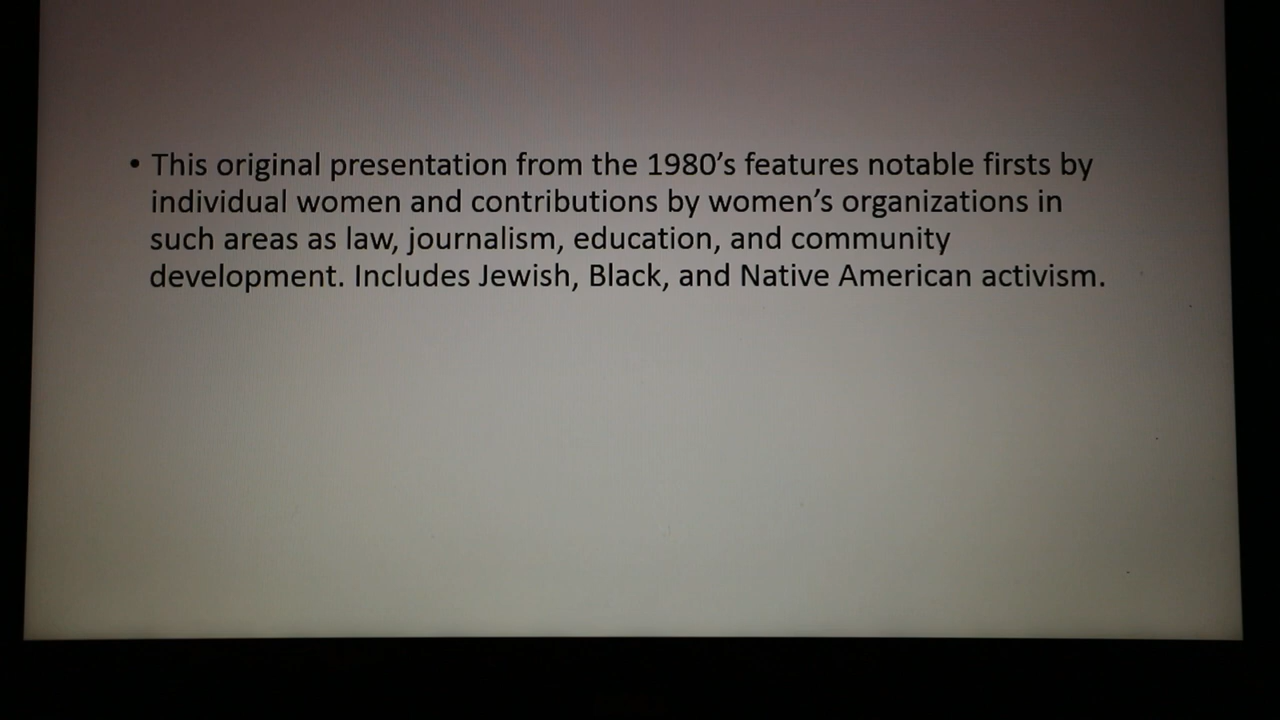 • This original presentation from the 1980’s features notable firsts by
individual women and contributions by women’s organizations in
such areas as law, journalism, education, and community
development. Includes Jewish, Black, and Native American activism.